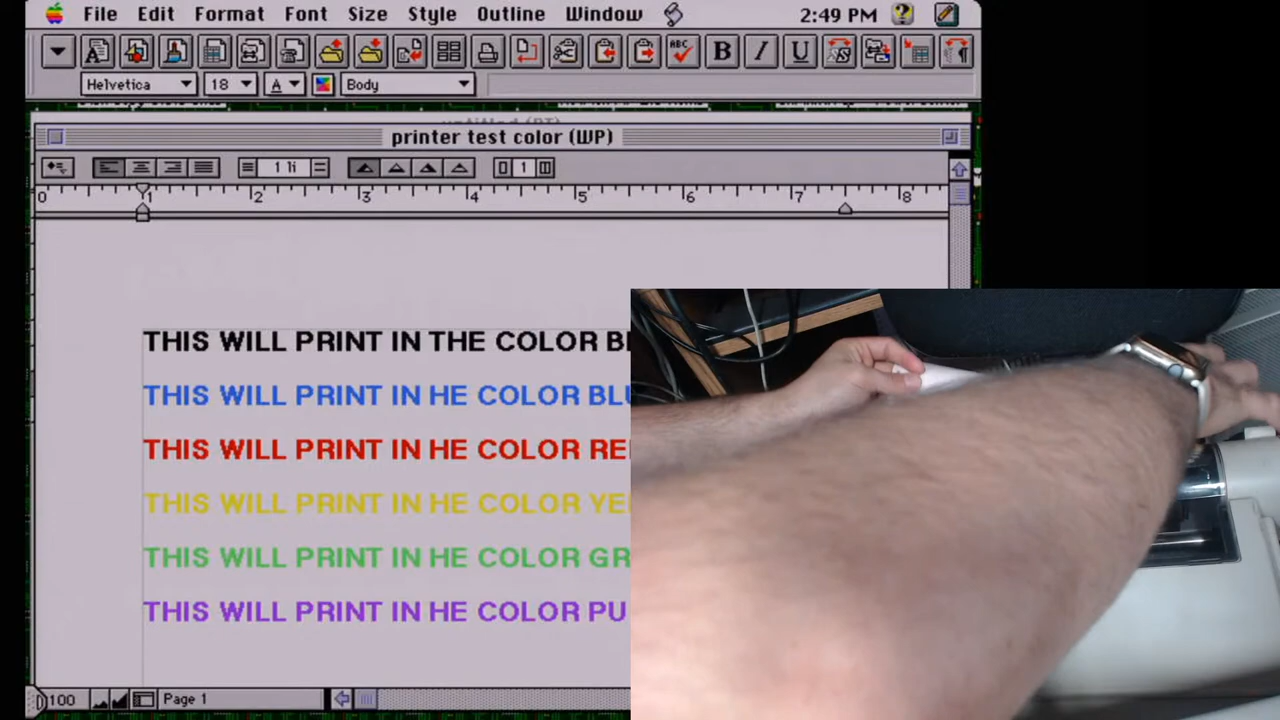 File Edit Format Font Size Style Outline Window 2:49 PM
ABC B I U
Helvetica 18 A Body
printer test color (WP)
1 li 1
0 1 2 3 4 5 6 7 8
THIS WILL PRINT IN THE COLOR
THIS WILL PRINT IN HE COLOR
THIS WILL PRINT IN HE COLOR
THIS WILL PRINT IN HE COLOR
THIS WILL PRINT IN HE COLOR
THIS WILL PRINT IN HE COLOR
100 Page 1